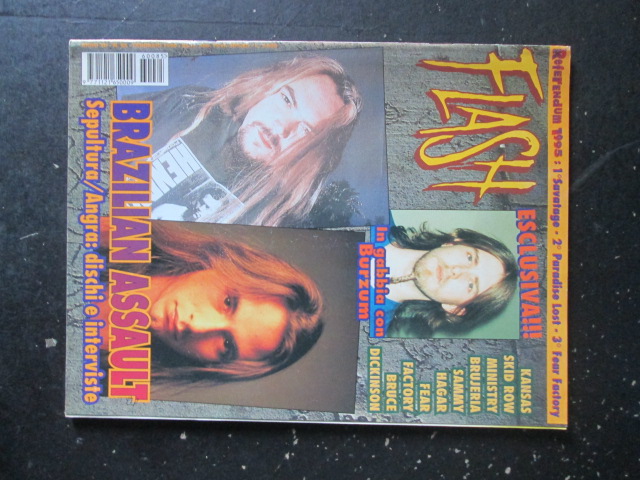 Referendum 1995: 1° Savatage - 2° Paradise Lost - 3° Fear Factory
FLASH
ESCLUSIVA!!!
In gabbia con
Burzum
KANSAS
SKID ROW
MINISTRY
BRUJERIA
SAMMY
HAGAR
FEAR
FACTORY
BRUCE
DICKINSON
BRAZILIAN ASSAULT
Sepultura/Angra: dischi e interviste